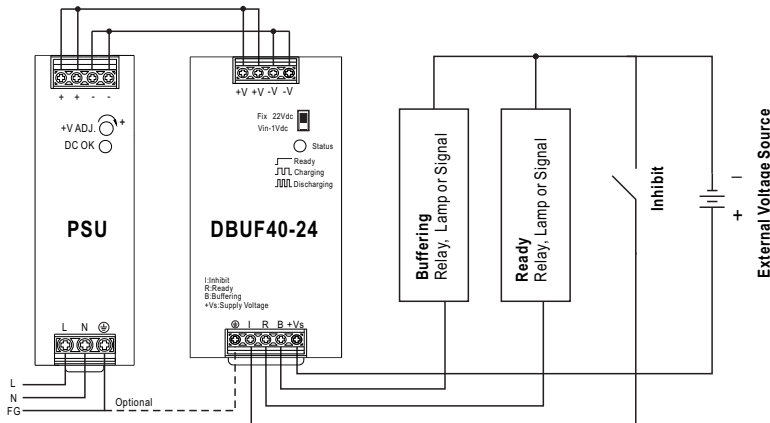 + + - -
+V ADJ.
+
DC OK
PSU
L N
L
N
FG
Optional
+V +V -V -V
Fix 22Vdc
Vin-1Vdc
Status
Ready
Charging
Discharging
DBUF40-24
I:Inhibit
R:Ready
B:Buffering
+Vs:Supply Voltage
I R B +Vs
Buffering
Relay, Lamp or Signal
Ready
Relay, Lamp or Signal
Inhibit
– +
External Voltage Source